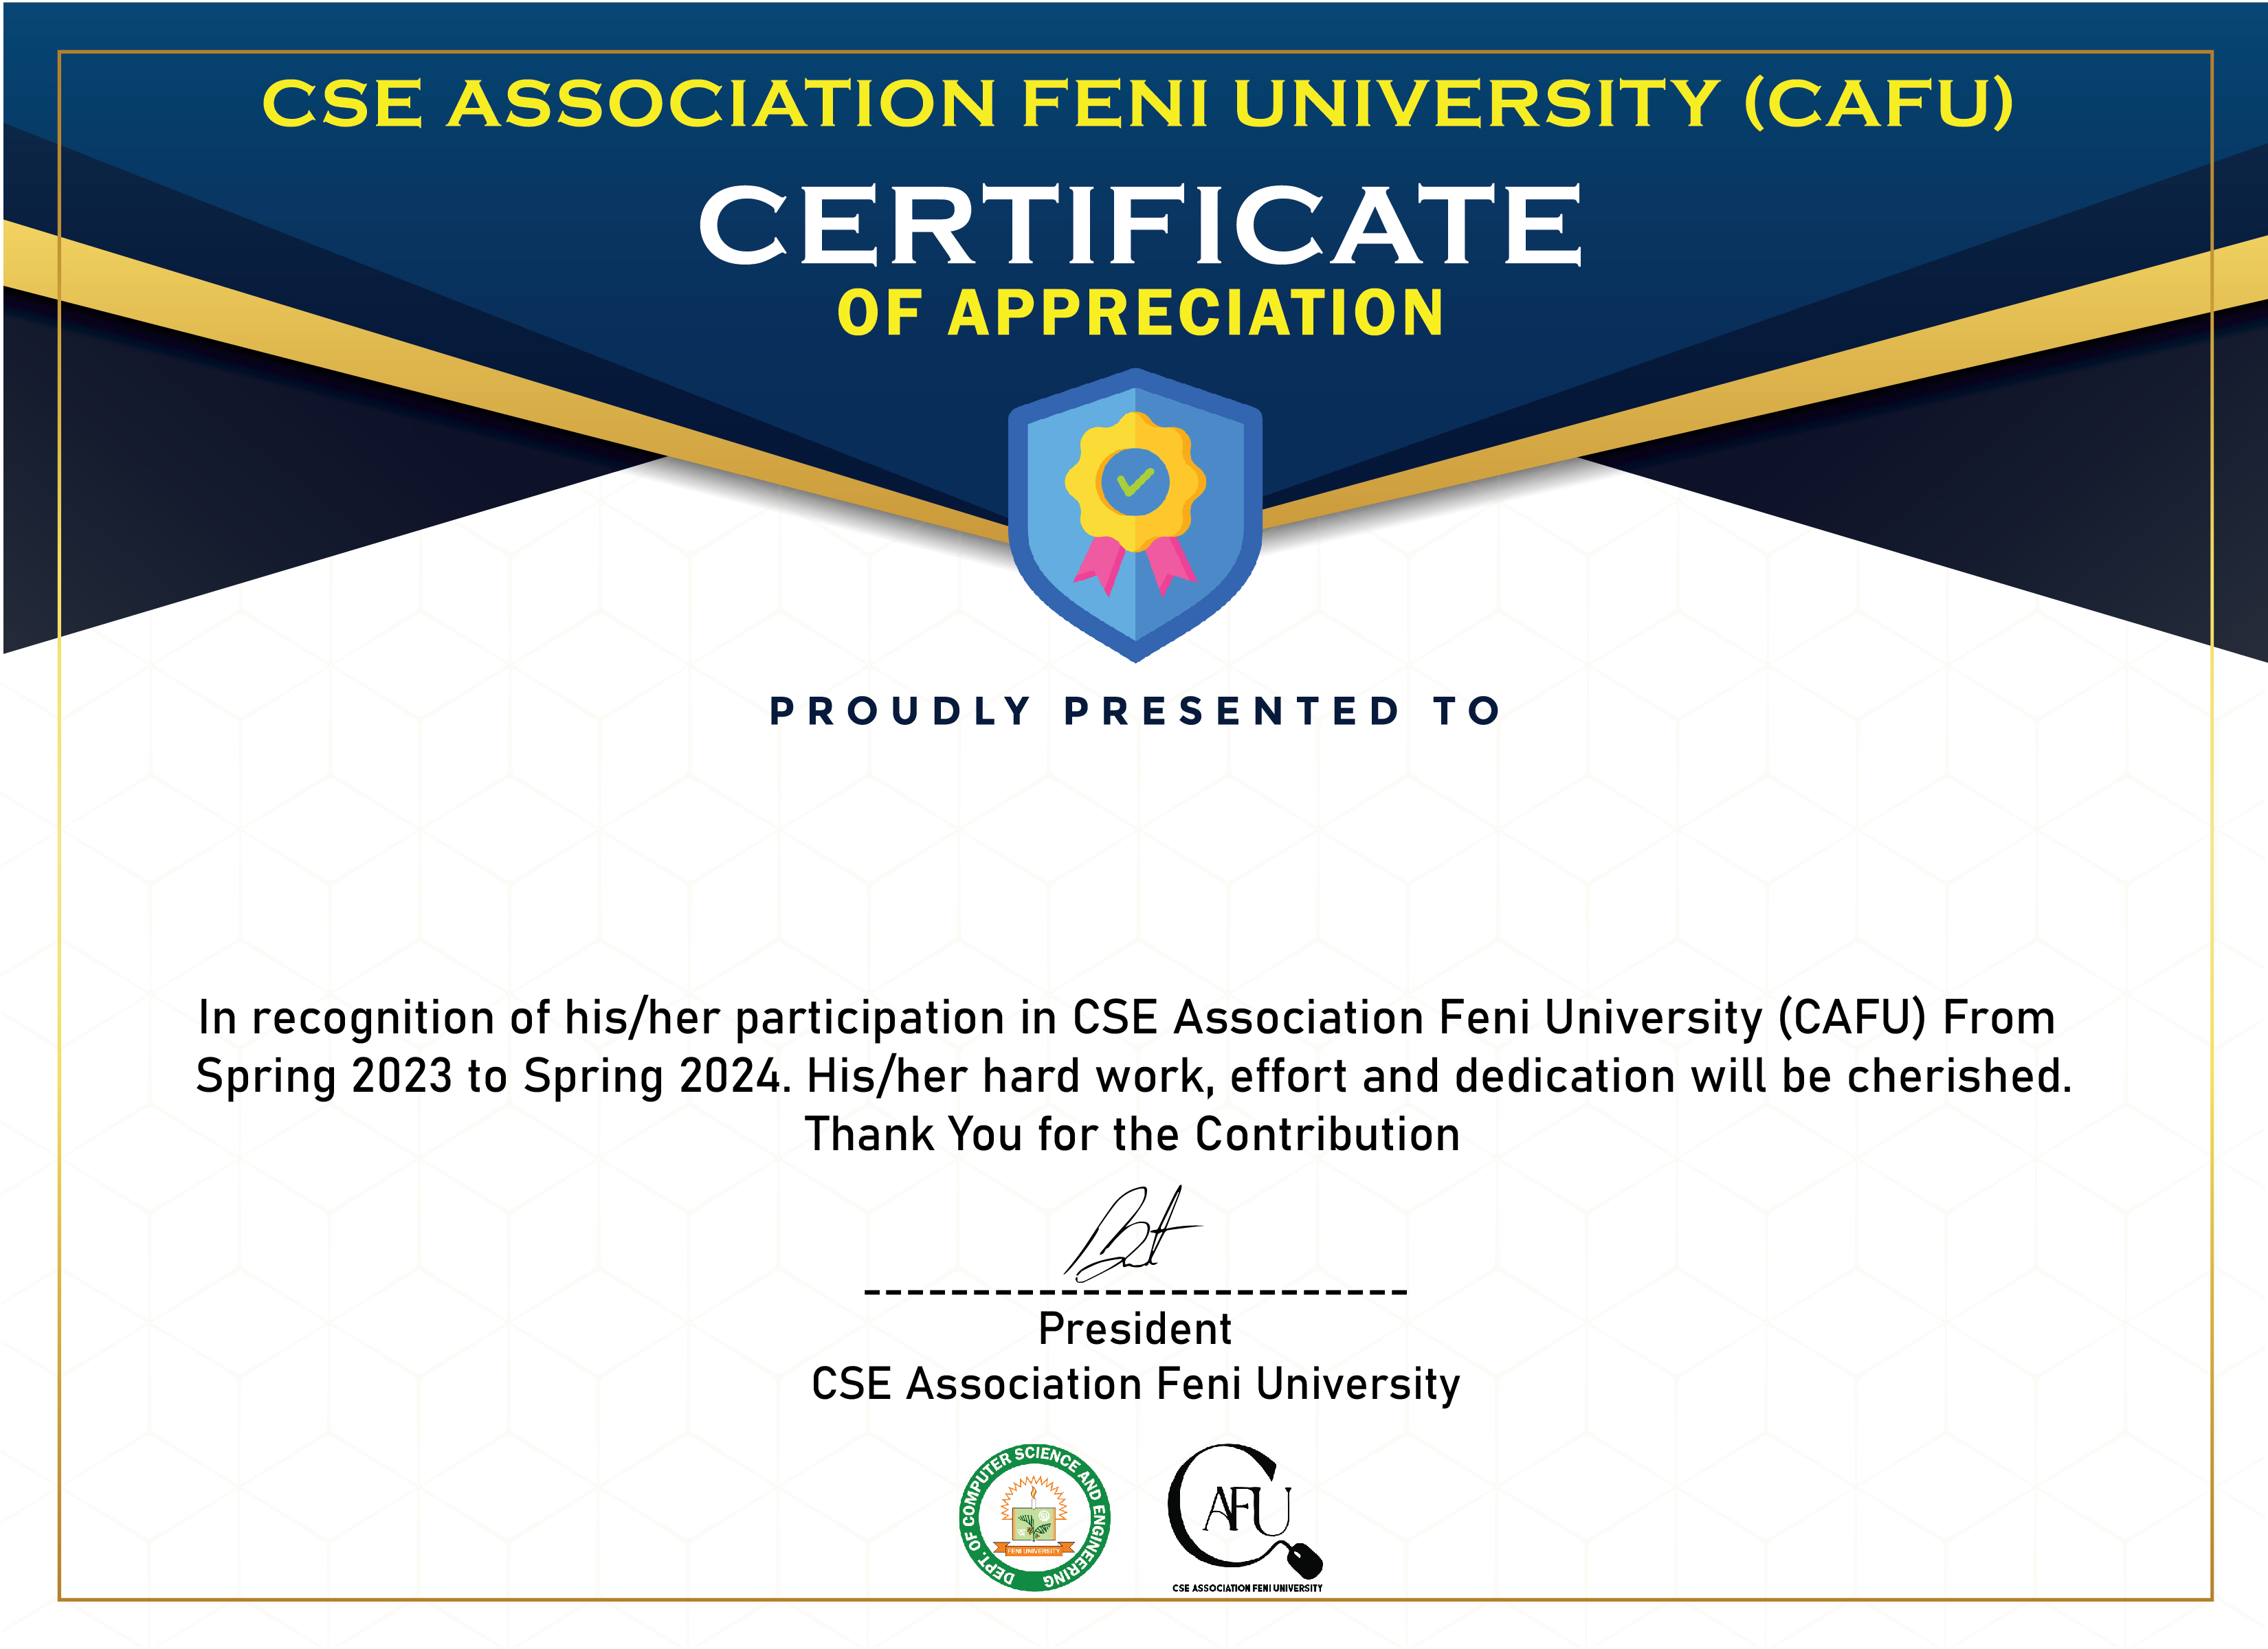 CSE ASSOCIATION FENI UNIVERSITY (CAFU)
CERTIFICATE
OF APPRECIATION
PROUDLY PRESENTED TO
In recognition of his/her participation in CSE Association Feni University (CAFU) From
Spring 2023 to Spring 2024. His/her hard work, effort and dedication will be cherished.
Thank You for the Contribution
President
CSE Association Feni University
DEPT. OF COMPUTER SCIENCE AND ENGINEERING
FENI UNIVERSITY
CAFU
CSE ASSOCIATION FENI UNIVERSITY